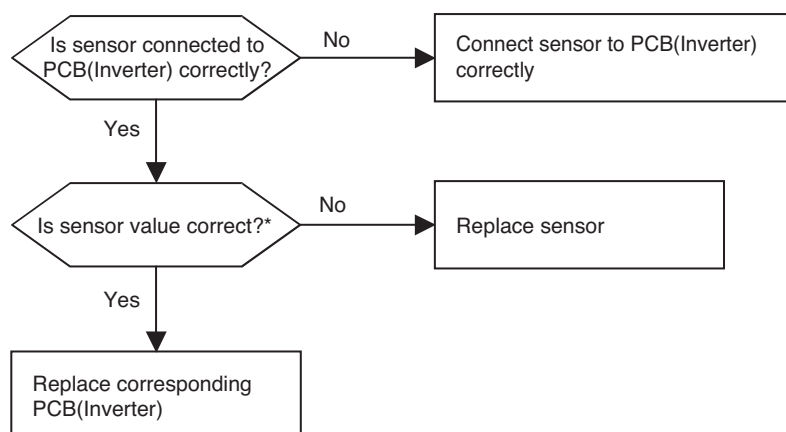 Is sensor connected to
PCB(Inverter) correctly?
No
Connect sensor to PCB(Inverter)
correctly
Yes
Is sensor value correct?*
No
Replace sensor
Yes
Replace corresponding
PCB(Inverter)